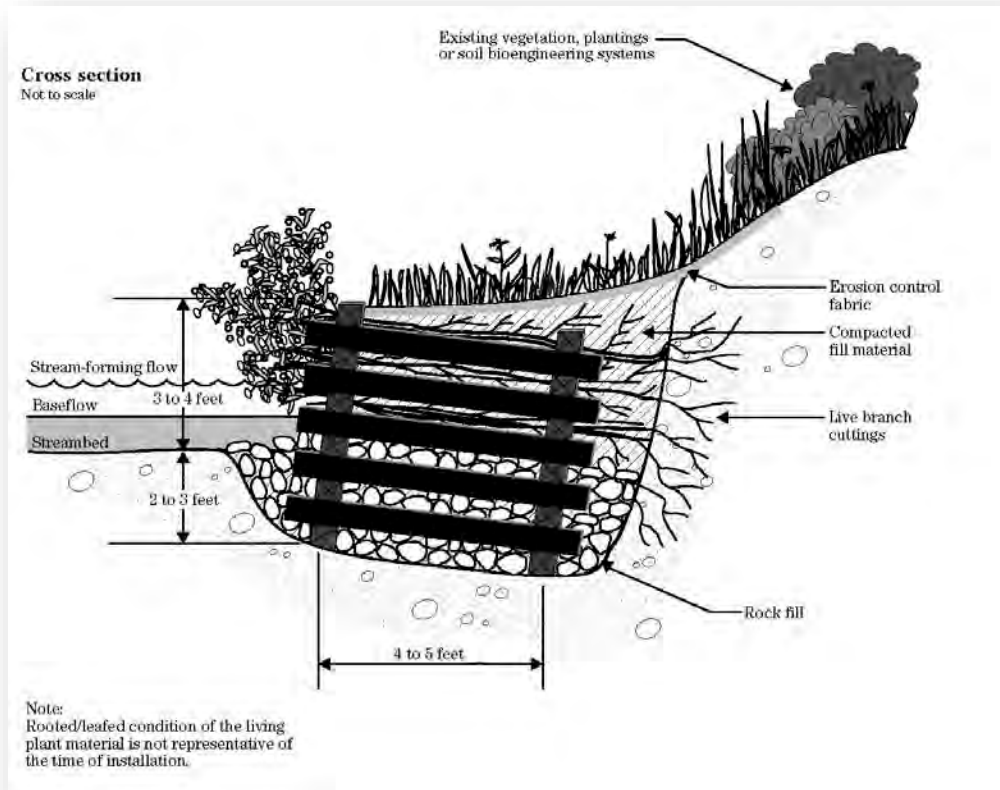 Existing vegetation, plantings
or soil bioengineering systems
Cross section
Not to scale
Erosion control
fabric
Compacted
fill material
Stream-forming flow
3 to 4 feet
Baseflow
Live branch
cuttings
Streambed
2 to 3 feet
Rock fill
4 to 5 feet
Note:
Rooted/leafed condition of the living
plant material is not representative of
the time of installation.